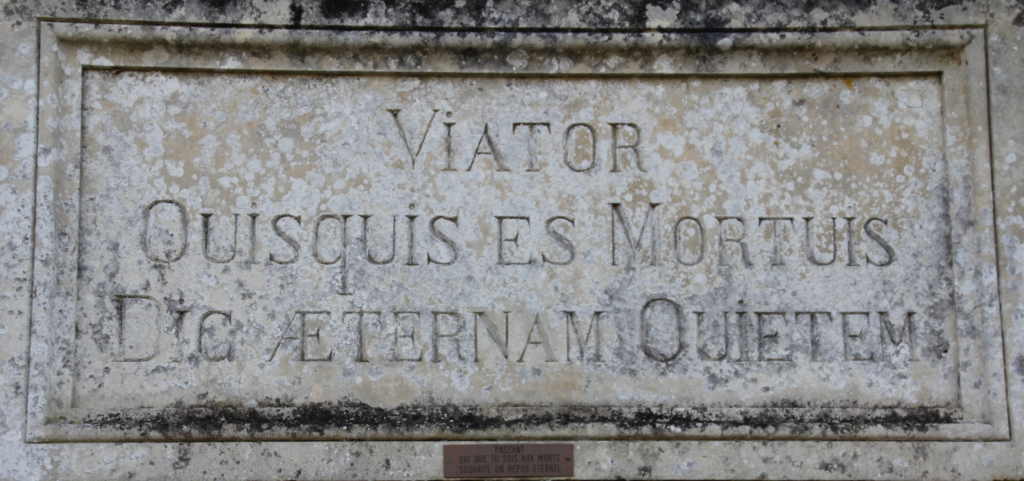 VIATOR
QUISQUIS ES MORTUIS
DIC ÆTERNAM QUIETEM
PASSANT
QUI QUE TU SOIS AUX MORTS
SOUHAITE UN REPOS ETERNEL